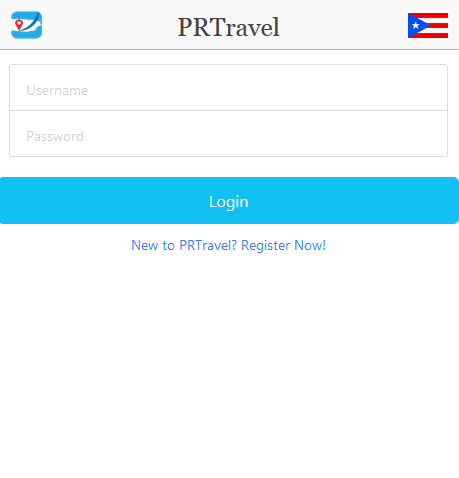 PRTravel
Username
Password
Login
New to PRTravel? Register Now!